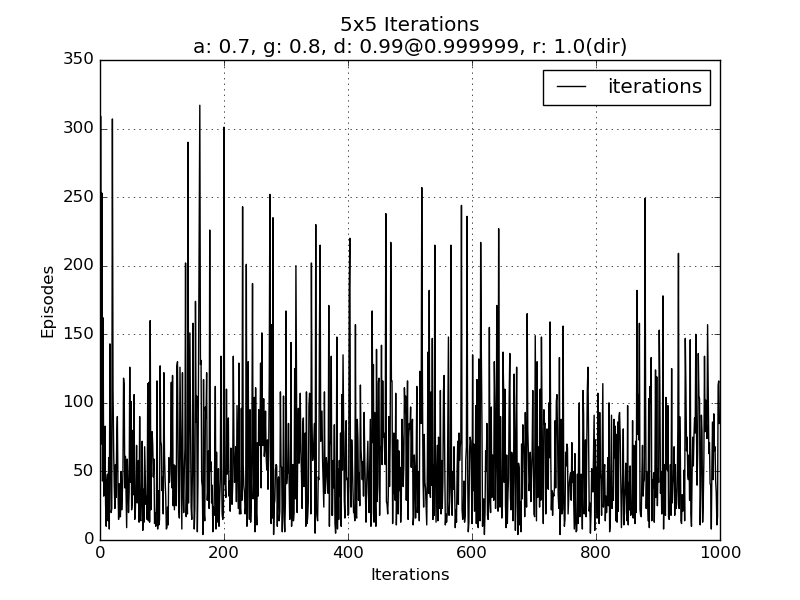 5x5 Iterations
a: 0.7, g: 0.8, d: 0.99@0.999999, r: 1.0(dir)
350
300
250
200
150
100
50
0
Episodes
iterations
0 200 400 600 800 1000
Iterations